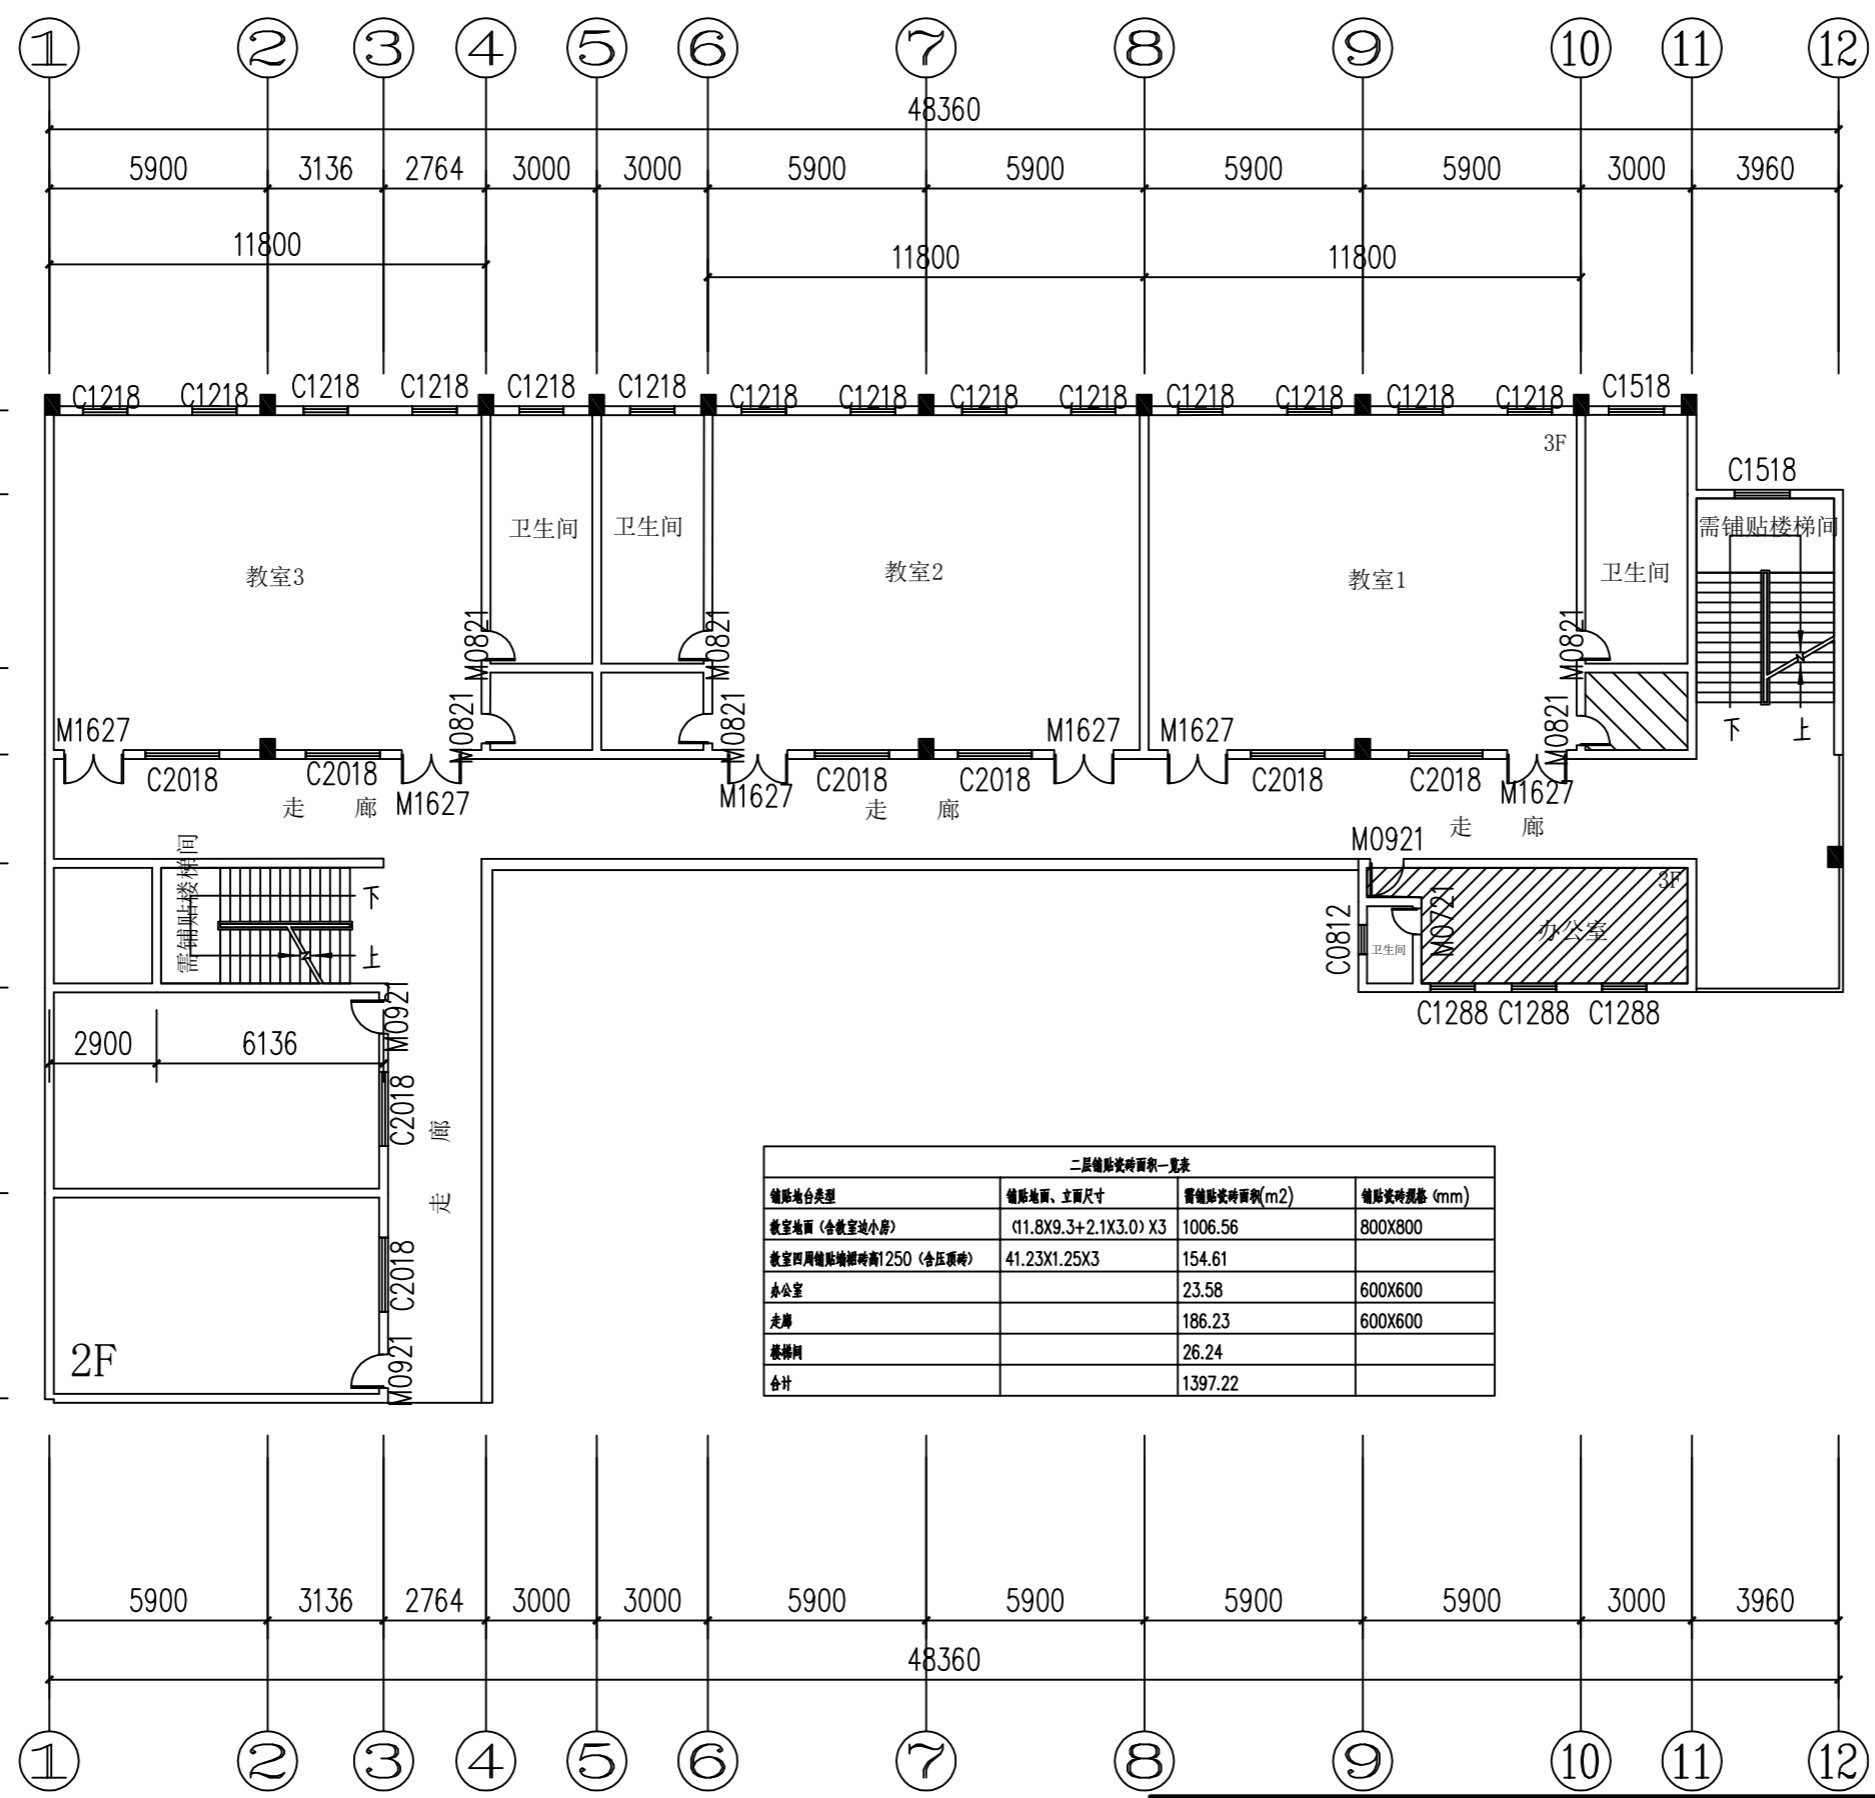 1 2 3 4 5 6 7 8 9 10 11 12
48360
5900 3136 2764 3000 3000 5900 5900 5900 5900 3000 3960
11800 11800 11800
C1218 C1218 C1218 C1218 C1218 C1218 C1218 C1218 C1218 C1218 C1218 C1218 C1218 C1218 C1518
3F
C1518
需铺贴楼梯间
卫生间 卫生间
教室3 教室2 教室1 卫生间
M0821 M0821 M0821
M0821 M0821 M0821
M1627 M1627 M1627 下 上
C2018 C2018 C2018 C2018 C2018 C2018
M1627 M1627 M1627
走 廊 走 廊 走 廊
M0921
需铺贴楼梯间
下
上
3F
办公室
M0721
C0812
卫生间
C1288 C1288 C1288
M0921
2900 6136
C2018
走 廊
C2018
M0921
2F
二层铺贴瓷砖面积一览表
铺贴地台类型 铺贴地面、立面尺寸 需铺贴瓷砖面积(m2) 铺贴瓷砖规格(mm)
教室地面(含教室边小房) (11.8X9.3+2.1X3.0)X3 1006.56 800X800
教室四周铺贴墙裙砖高1250(含压顶砖) 41.23X1.25X3 154.61
办公室 23.58 600X600
走廊 186.23 600X600
楼梯间 26.24
合计 1397.22
5900 3136 2764 3000 3000 5900 5900 5900 5900 3000 3960
48360
1 2 3 4 5 6 7 8 9 10 11 12